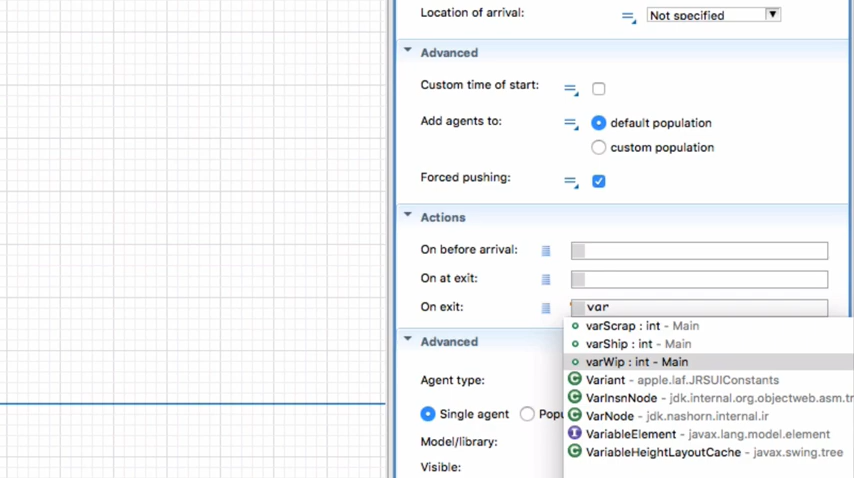 Location of arrival: Not specified
Advanced
Custom time of start:
Add agents to: default population
custom population
Forced pushing:
Actions
On before arrival:
On at exit:
On exit: var
varScrap : int - Main
varShip : int - Main
Advanced
varWip : int - Main
Agent type: Variant - apple.laf.JRSUIConstants
VarInsnNode - jdk.internal.org.objectweb.asm.tr
Single agent Popu VarNode - jdk.nashorn.internal.ir
Model/library: VariableElement - javax.lang.model.element
VariableHeightLayoutCache - javax.swing.tree
Visible: